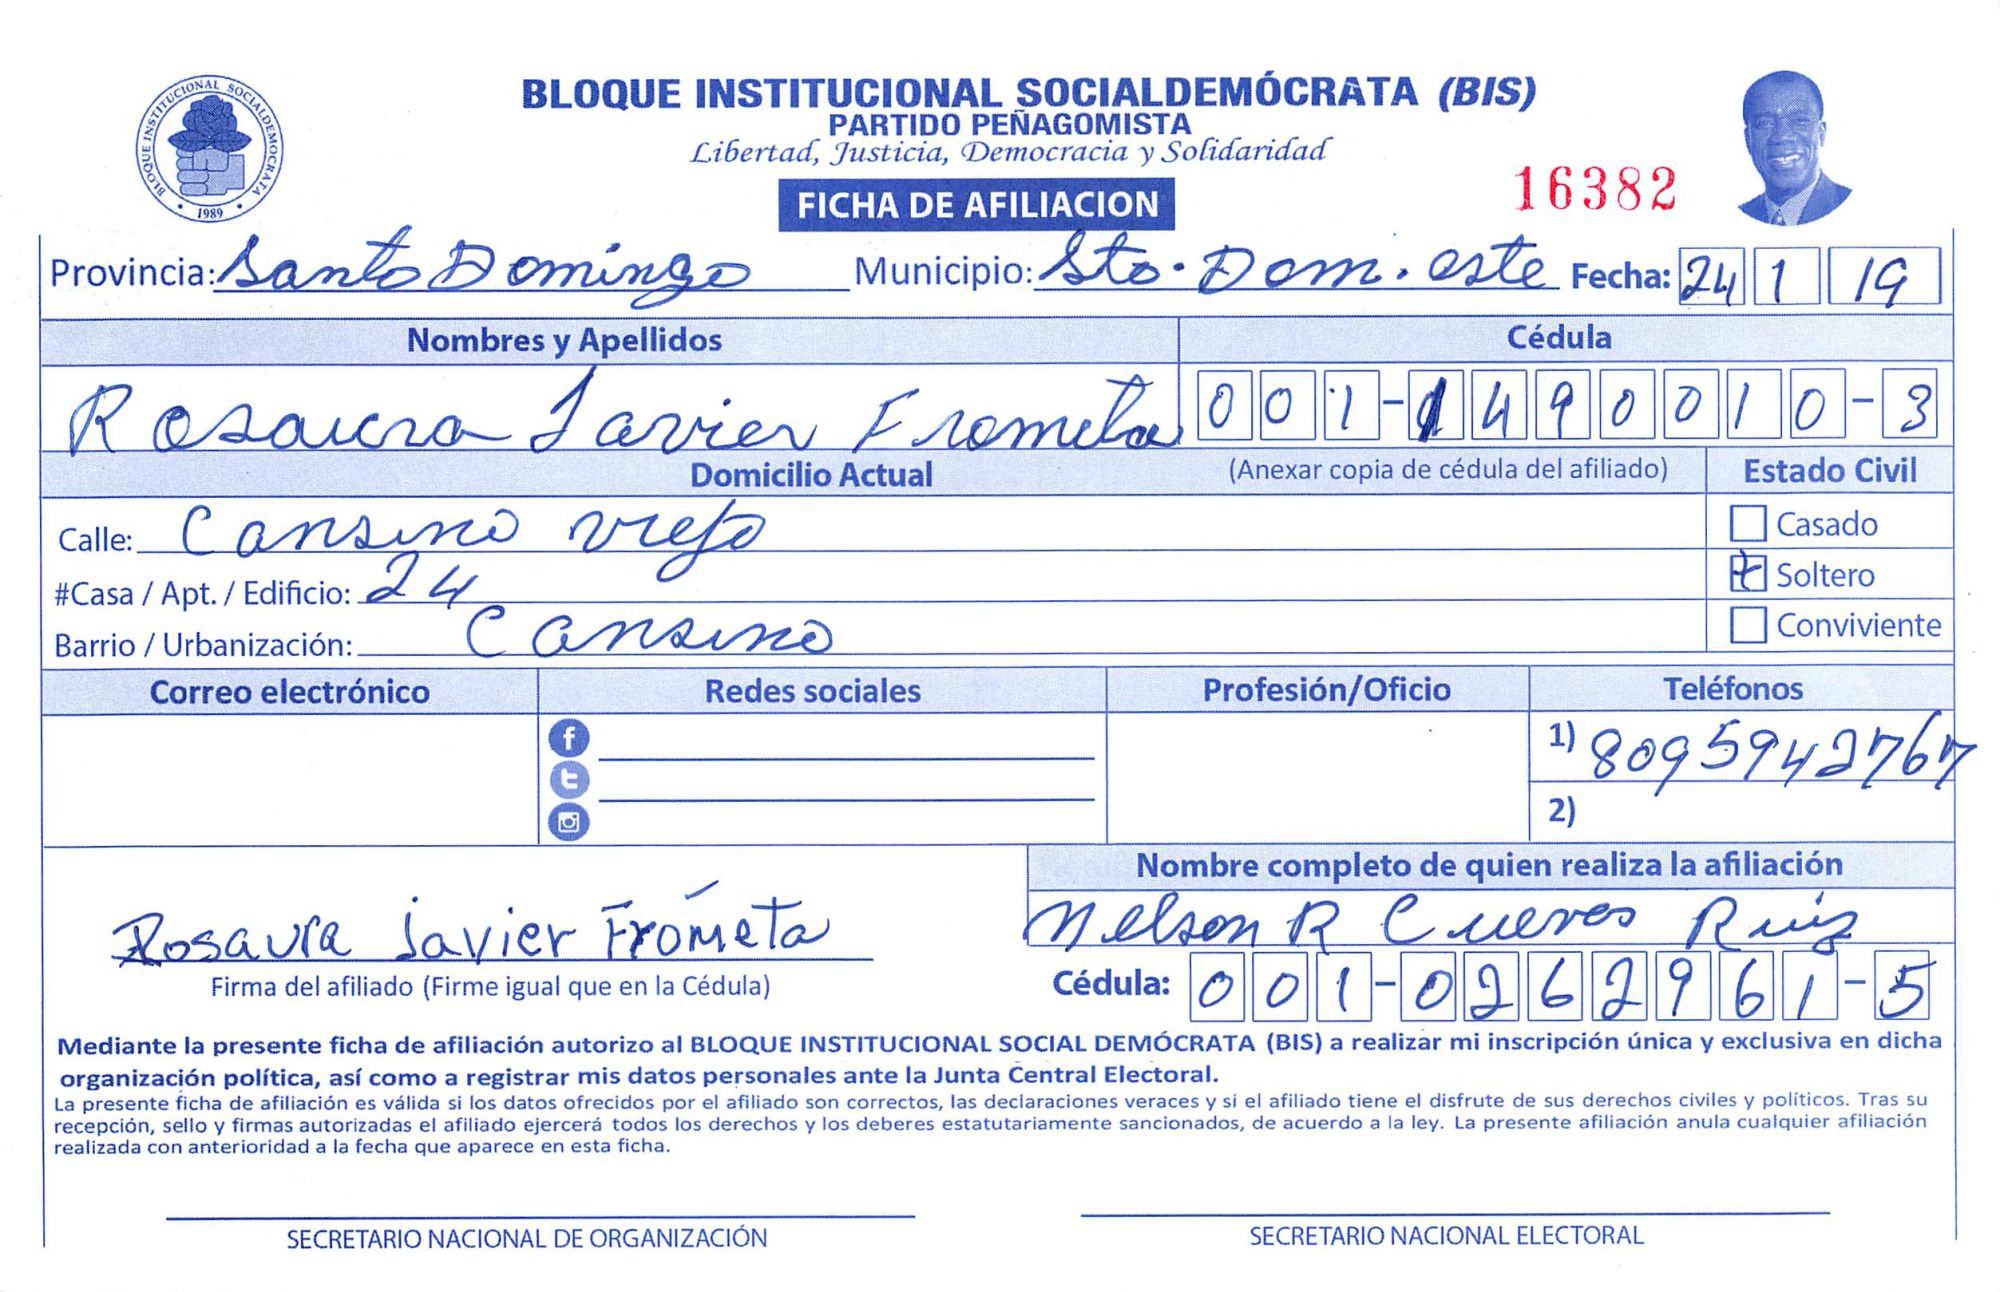 BLOQUE INSTITUCIONAL SOCIALDEMOCRATA
1989
BLOQUE INSTITUCIONAL SOCIALDEMÓCRATA (BIS)
PARTIDO PEÑAGOMISTA
Libertad, Justicia, Democracia y Solidaridad
16382
FICHA DE AFILIACION
Provincia: Santo Domingo Municipio: Sto. Dom. este Fecha: 24 1 19
Nombres y Apellidos Cédula
Rosaura Javier Frometa 001-1490010-3
Domicilio Actual (Anexar copia de cédula del afiliado) Estado Civil
Calle: Cansino viejo Casado
#Casa / Apt. / Edificio: 24 Soltero
Barrio / Urbanización: Cansino Conviviente
Correo electrónico Redes sociales Profesión/Oficio Teléfonos
1) 8095942767
2)
Nombre completo de quien realiza la afiliación
Nelson R Cuevas Ruiz
Rosaura Javier Frómeta
Firma del afiliado (Firme igual que en la Cédula) Cédula: 001-0262961-5
Mediante la presente ficha de afiliación autorizo al BLOQUE INSTITUCIONAL SOCIAL DEMÓCRATA (BIS) a realizar mi inscripción única y exclusiva en dicha
organización política, así como a registrar mis datos personales ante la Junta Central Electoral.
La presente ficha de afiliación es válida si los datos ofrecidos por el afiliado son correctos, las declaraciones veraces y si el afiliado tiene el disfrute de sus derechos civiles y políticos. Tras su
recepción, sello y firmas autorizadas el afiliado ejercerá todos los derechos y los deberes estatutariamente sancionados, de acuerdo a la ley. La presente afiliación anula cualquier afiliación
realizada con anterioridad a la fecha que aparece en esta ficha.
SECRETARIO NACIONAL DE ORGANIZACIÓN SECRETARIO NACIONAL ELECTORAL